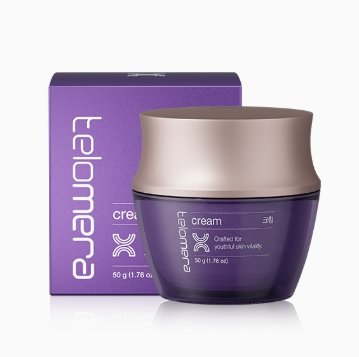 telomera
cream
50 g (1.76 oz)
telomera
cream 크림
Crafted for
youthful skin vitality.
50 g (1.76 oz)